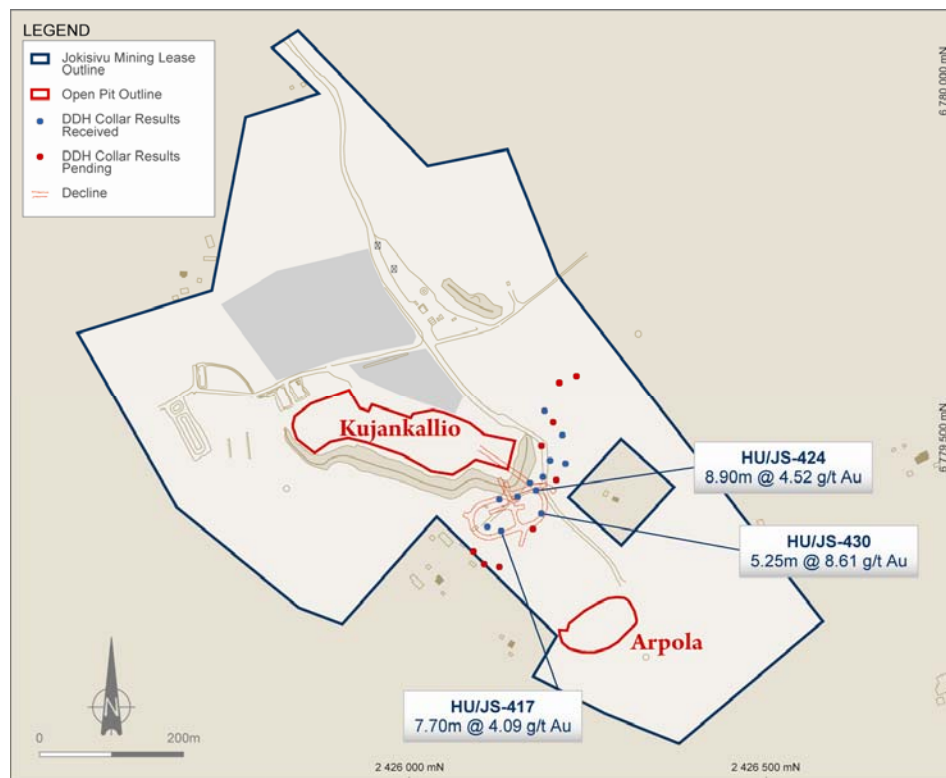 LEGEND
Jokisivu Mining Lease
Outline
Open Pit Outline
DDH Collar Results
Received
DDH Collar Results
Pending
Decline
6 780 000 mN
6 779 500 mN
Kujankallio
HU/JS-424
8.90m @ 4.52 g/t Au
HU/JS-430
5.25m @ 8.61 g/t Au
Arpola
HU/JS-417
7.70m @ 4.09 g/t Au
N
0
200m
2 426 000 mN
2 426 500 mN